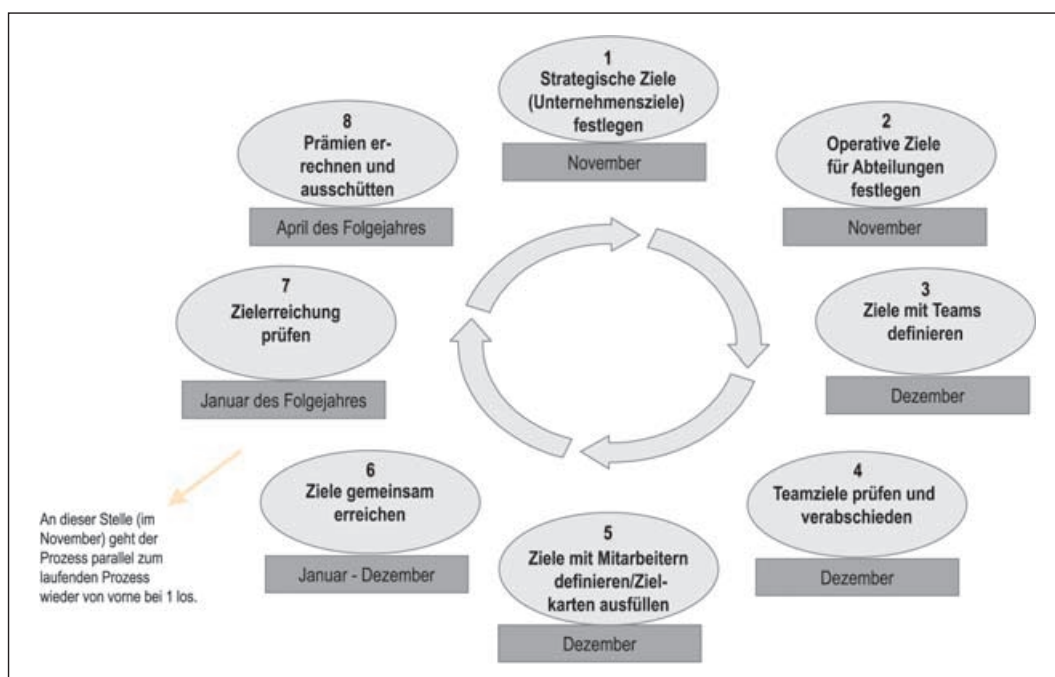 1
Strategische Ziele
(Unternehmensziele)
festlegen
November
2
Operative Ziele
für Abteilungen
festlegen
November
3
Ziele mit Teams
definieren
Dezember
4
Teamziele prüfen und
verabschieden
Dezember
5
Ziele mit Mitarbeitern
definieren/Ziel-
karten ausfüllen
Dezember
6
Ziele gemeinsam
erreichen
Januar - Dezember
7
Zielerreichung
prüfen
Januar des Folgejahres
8
Prämien er-
rechnen und
ausschütten
April des Folgejahres
An dieser Stelle (im
November) geht der
Prozess parallel zum
laufenden Prozess
wieder von vorne bei 1 los.